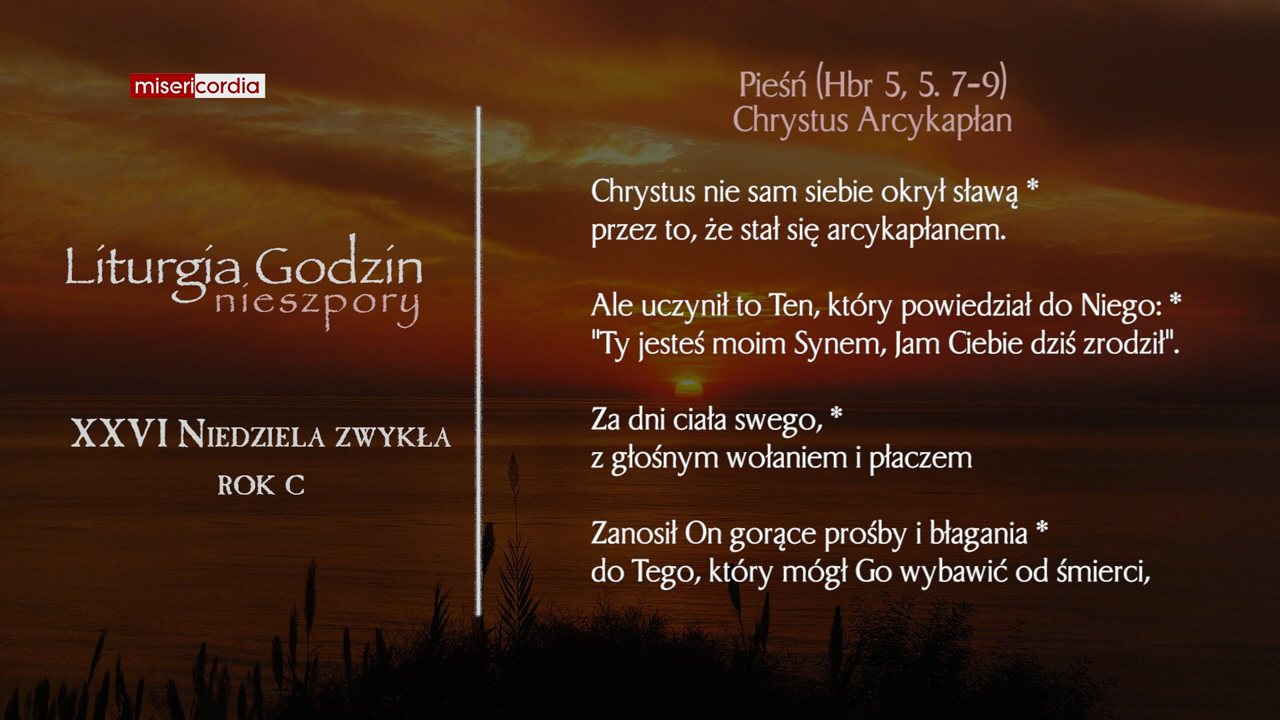 misericordia
Liturgia Godzin
nieszpory
XXVI Niedziela zwykła
rok C
Pieśń (Hbr 5, 5. 7-9)
Chrystus Arcykapłan
Chrystus nie sam siebie okrył sławą *
przez to, że stał się arcykapłanem.
Ale uczynił to Ten, który powiedział do Niego: *
"Ty jesteś moim Synem, Jam Ciebie dziś zrodził".
Za dni ciała swego, *
z głośnym wołaniem i płaczem
Zanosił On gorące prośby i błagania *
do Tego, który mógł Go wybawić od śmierci,